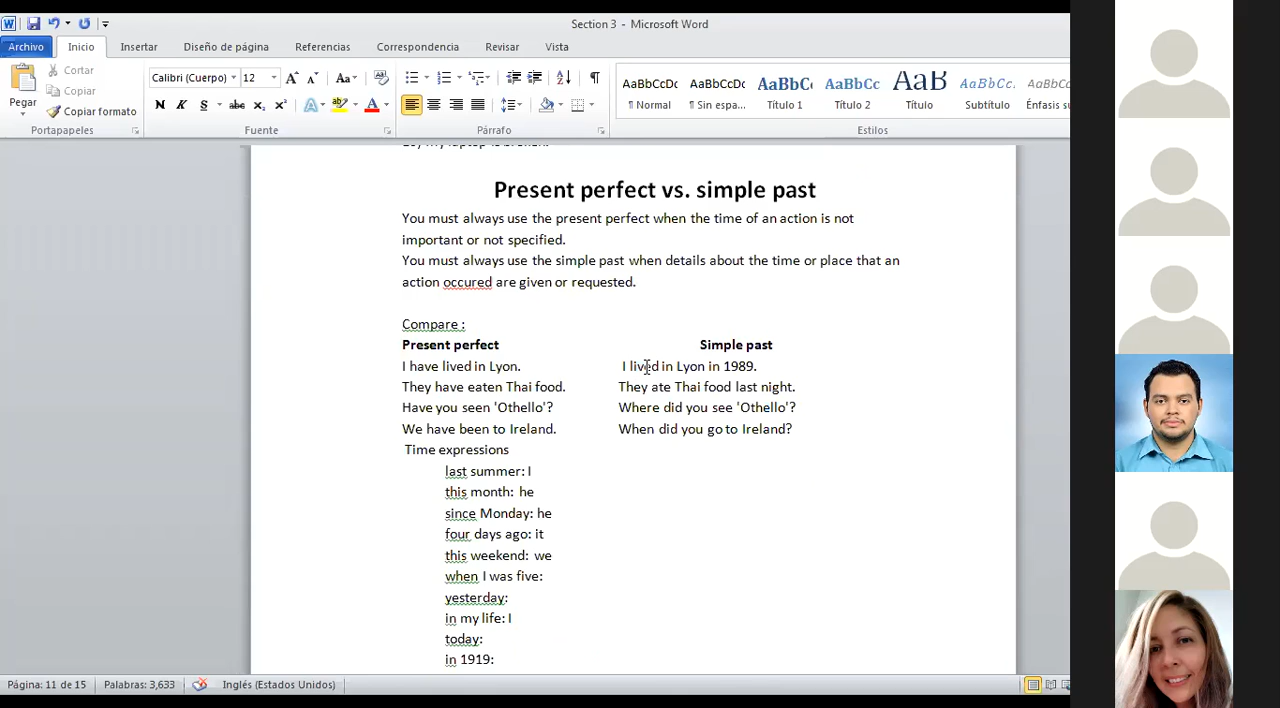 Section 3 - Microsoft Word
Archivo Inicio Insertar Diseño de página Referencias Correspondencia Revisar Vista
Pegar
Cortar
Copiar
Copiar formato
Portapapeles
Calibri (Cuerpo) 12
Fuente
Párrafo
AaBbCcDc AaBbCcDc AaBbC AaBbCc AaB AaBbCc. AaBbCcDc
¶ Normal ¶ Sin espa... Título 1 Título 2 Título Subtítulo Énfasis su
Estilos
Present perfect vs. simple past
You must always use the present perfect when the time of an action is not
important or not specified.
You must always use the simple past when details about the time or place that an
action occured are given or requested.
Compare :
Present perfect Simple past
I have lived in Lyon. I lived in Lyon in 1989.
They have eaten Thai food. They ate Thai food last night.
Have you seen 'Othello'? Where did you see 'Othello'?
We have been to Ireland. When did you go to Ireland?
Time expressions
last summer: I
this month: he
since Monday: he
four days ago: it
this weekend: we
when I was five:
yesterday:
in my life: I
today:
in 1919:
Página: 11 de 15 Palabras: 3,633 Inglés (Estados Unidos)